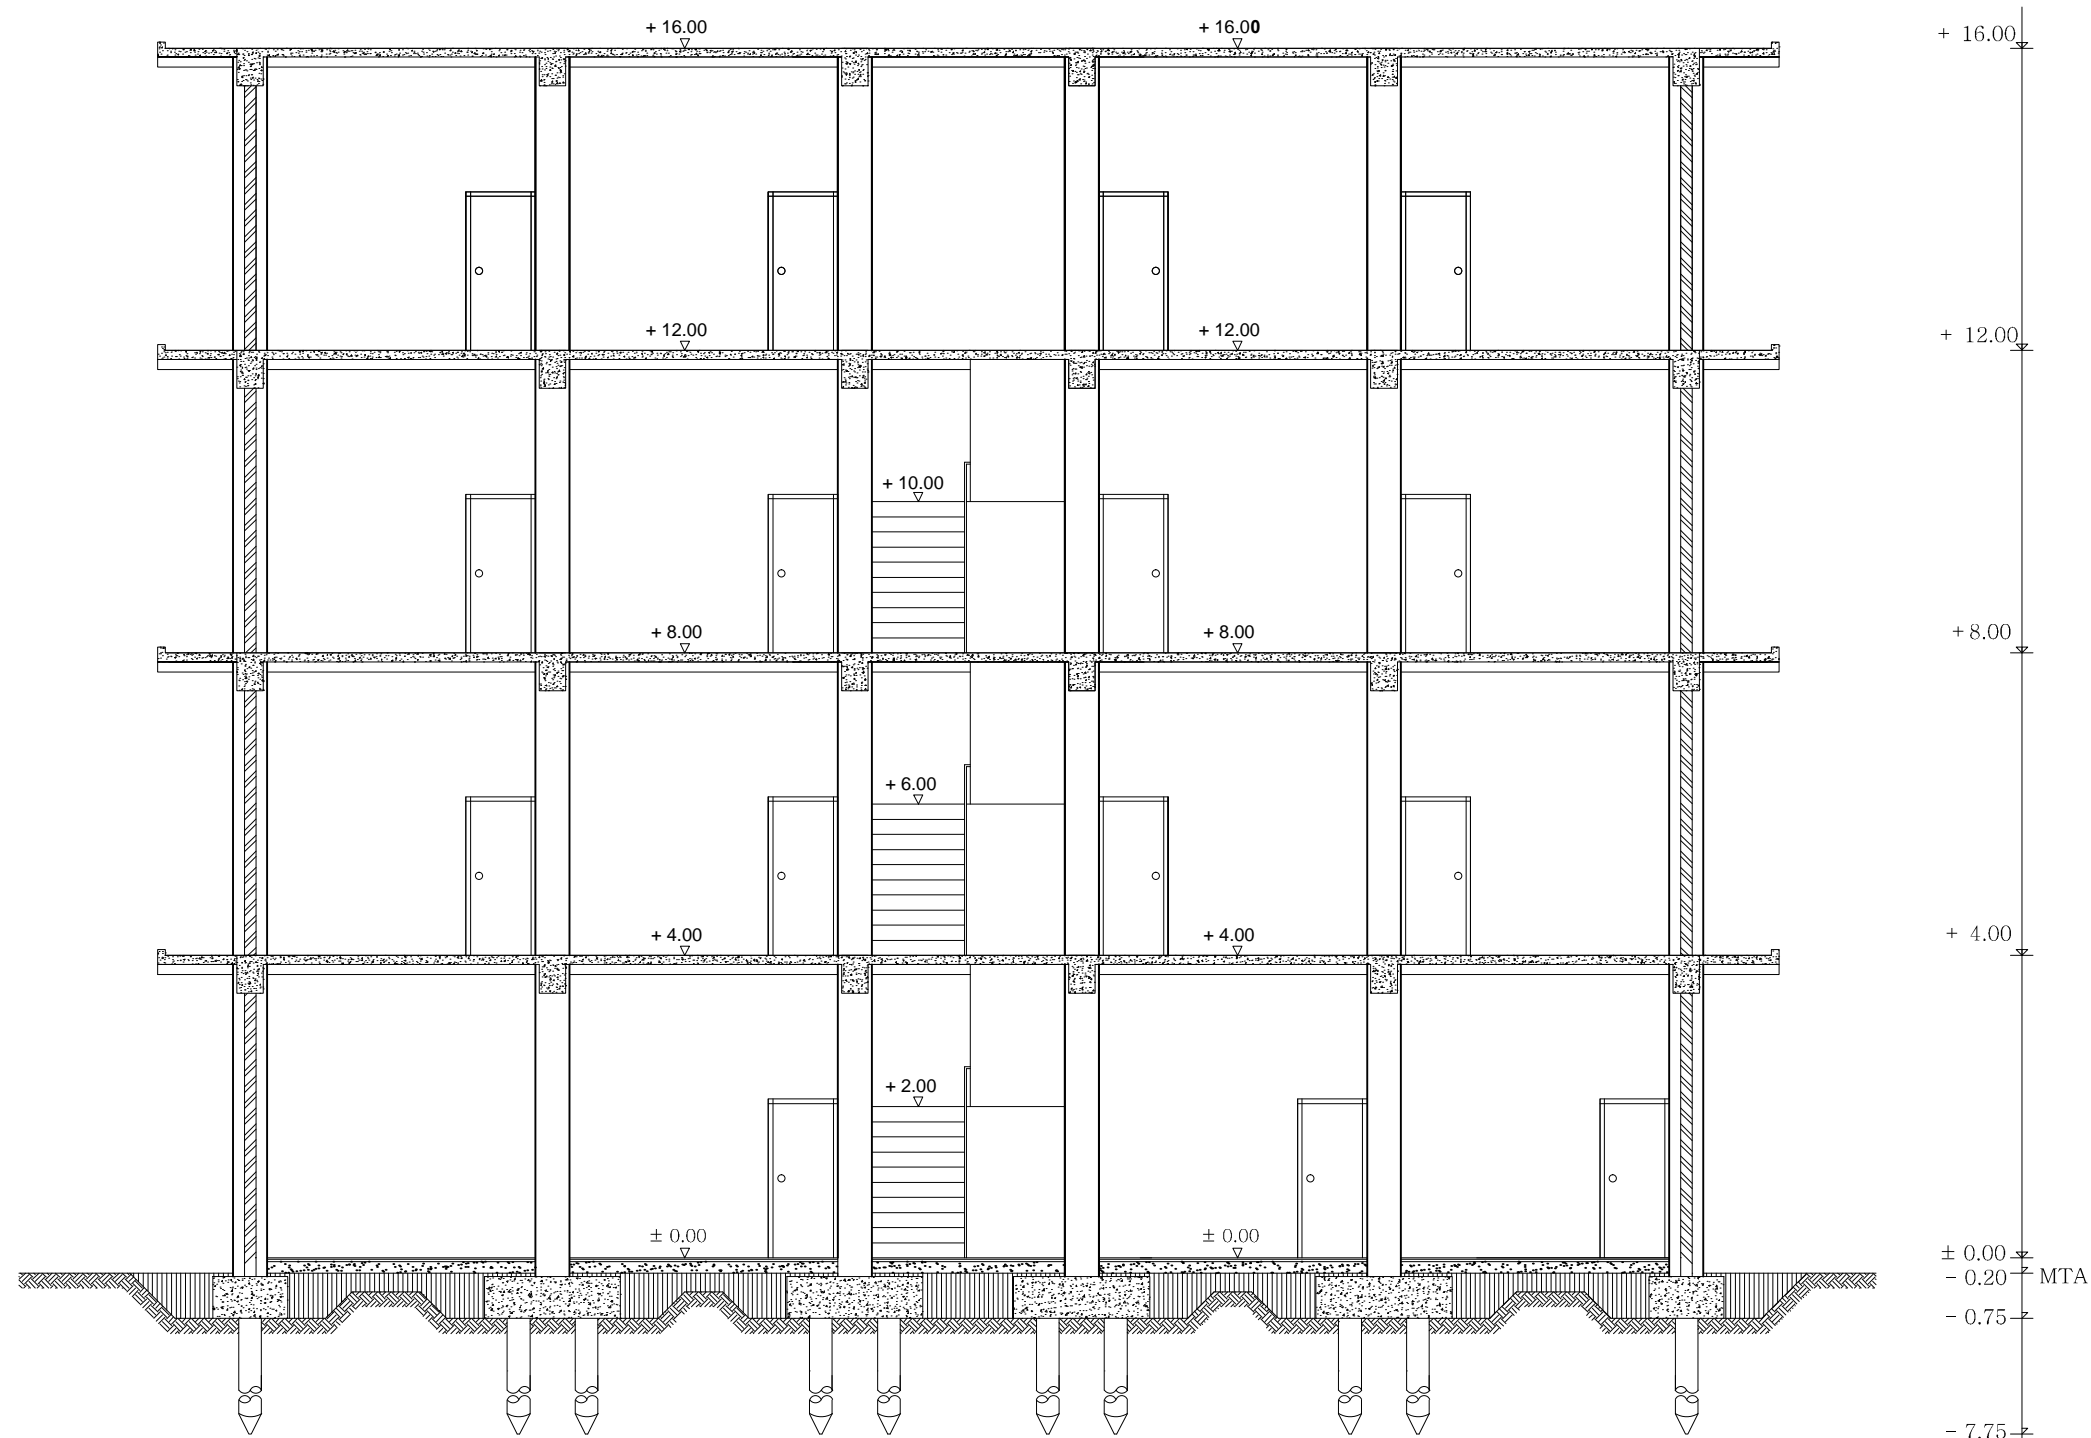 + 16.00 + 16.00 + 16.00
+ 12.00 + 12.00 + 12.00
+ 10.00
+ 8.00 + 8.00 + 8.00
+ 6.00
+ 4.00 + 4.00 + 4.00
+ 2.00
± 0.00 ± 0.00 ± 0.00
- 0.20 MTA
- 0.75
- 7.75